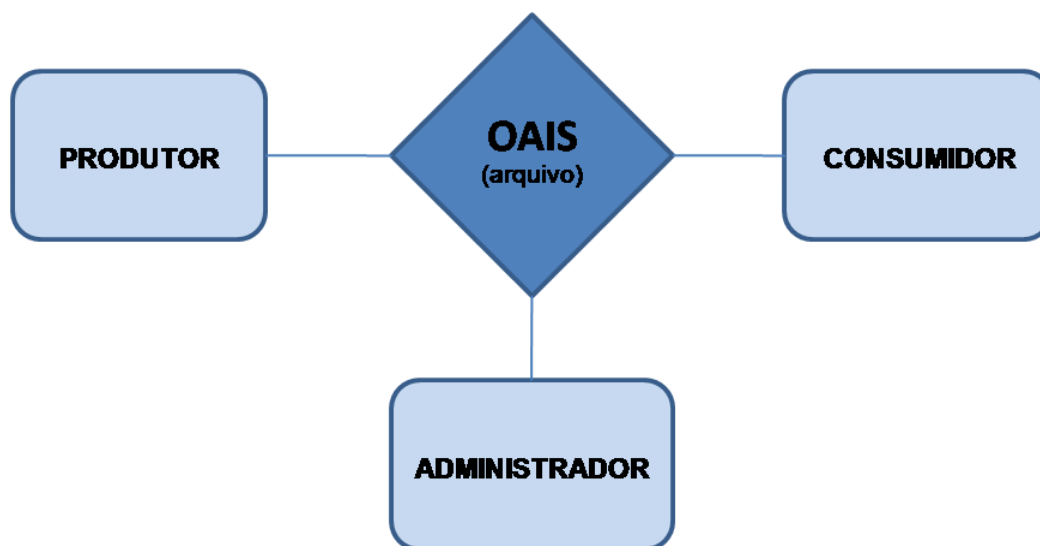 PRODUTOR
OAIS
(arquivo)
CONSUMIDOR
ADMINISTRADOR